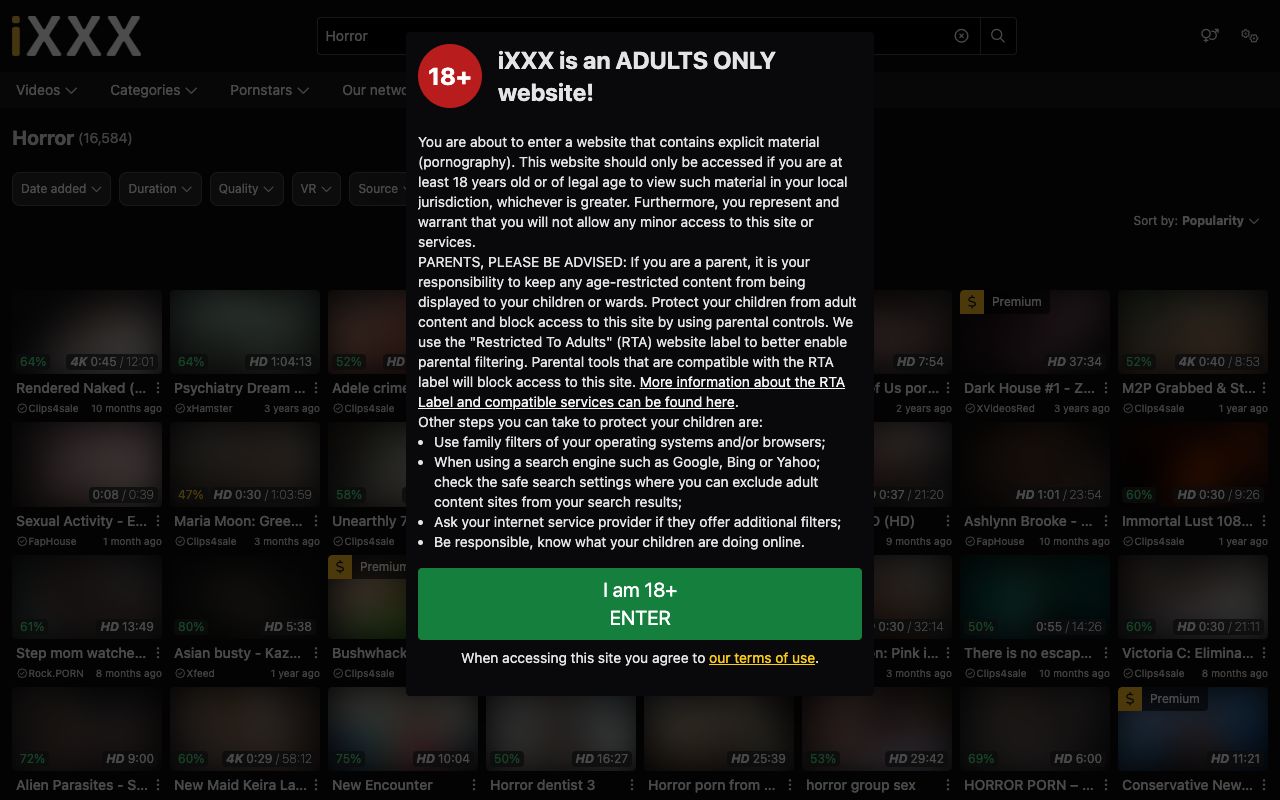 iXXX
Horror
Videos
Categories
Pornstars
Our netwo
18+
iXXX is an ADULTS ONLY
website!
Horror (16,584)
Date added
Duration
Quality
VR
Source
Sort by: Popularity
You are about to enter a website that contains explicit material
(pornography). This website should only be accessed if you are at
least 18 years old or of legal age to view such material in your local
jurisdiction, whichever is greater. Furthermore, you represent and
warrant that you will not allow any minor access to this site or
services.
PARENTS, PLEASE BE ADVISED: If you are a parent, it is your
responsibility to keep any age-restricted content from being
displayed to your children or wards. Protect your children from adult
content and block access to this site by using parental controls. We
use the "Restricted To Adults" (RTA) website label to better enable
parental filtering. Parental tools that are compatible with the RTA
label will block access to this site. More information about the RTA
Label and compatible services can be found here.
Other steps you can take to protect your children are:
• Use family filters of your operating systems and/or browsers;
• When using a search engine such as Google, Bing or Yahoo;
check the safe search settings where you can exclude adult
content sites from your search results;
• Ask your internet service provider if they offer additional filters;
• Be responsible, know what your children are doing online.
I am 18+
ENTER
When accessing this site you agree to our terms of use.
64% 4K 0:45 / 12:01
Rendered Naked (...
Clips4sale 10 months ago
64% HD 1:04:13
Psychiatry Dream ...
xHamster 3 years ago
52% HD
Adele crime
Clips4sale
HD 7:54
of Us por...
2 years ago
$ Premium
HD 37:34
Dark House #1 - Z...
XVideosRed 3 years ago
52% 4K 0:40 / 8:53
M2P Grabbed & St...
Clips4sale 1 year ago
0:08 / 0:39
Sexual Activity - E...
FapHouse 1 month ago
47% HD 0:30 / 1:03:59
Maria Moon: Gree...
Clips4sale 3 months ago
58%
Unearthly 7
Clips4sale
0:37 / 21:20
(HD)
9 months ago
HD 1:01 / 23:54
Ashlynn Brooke - ...
FapHouse 10 months ago
60% HD 0:30 / 9:26
Immortal Lust 108...
Clips4sale 1 year ago
61% HD 13:49
Step mom watche...
Rock.PORN 8 months ago
80% HD 5:38
Asian busty - Kaz...
Xfeed 1 year ago
$ Premium
Bushwhack
Clips4sale
0:30 / 32:14
on: Pink i...
3 months ago
50% 0:55 / 14:26
There is no escap...
Clips4sale 10 months ago
60% HD 0:30 / 21:11
Victoria C: Elimina...
Clips4sale 8 months ago
72% HD 9:00
Alien Parasites - S...
60% 4K 0:29 / 58:12
New Maid Keira La...
75% HD 10:04
New Encounter
50% HD 16:27
Horror dentist 3
HD 25:39
Horror porn from ...
53% HD 29:42
horror group sex
69% HD 6:00
HORROR PORN – ...
$ Premium
HD 11:21
Conservative New...